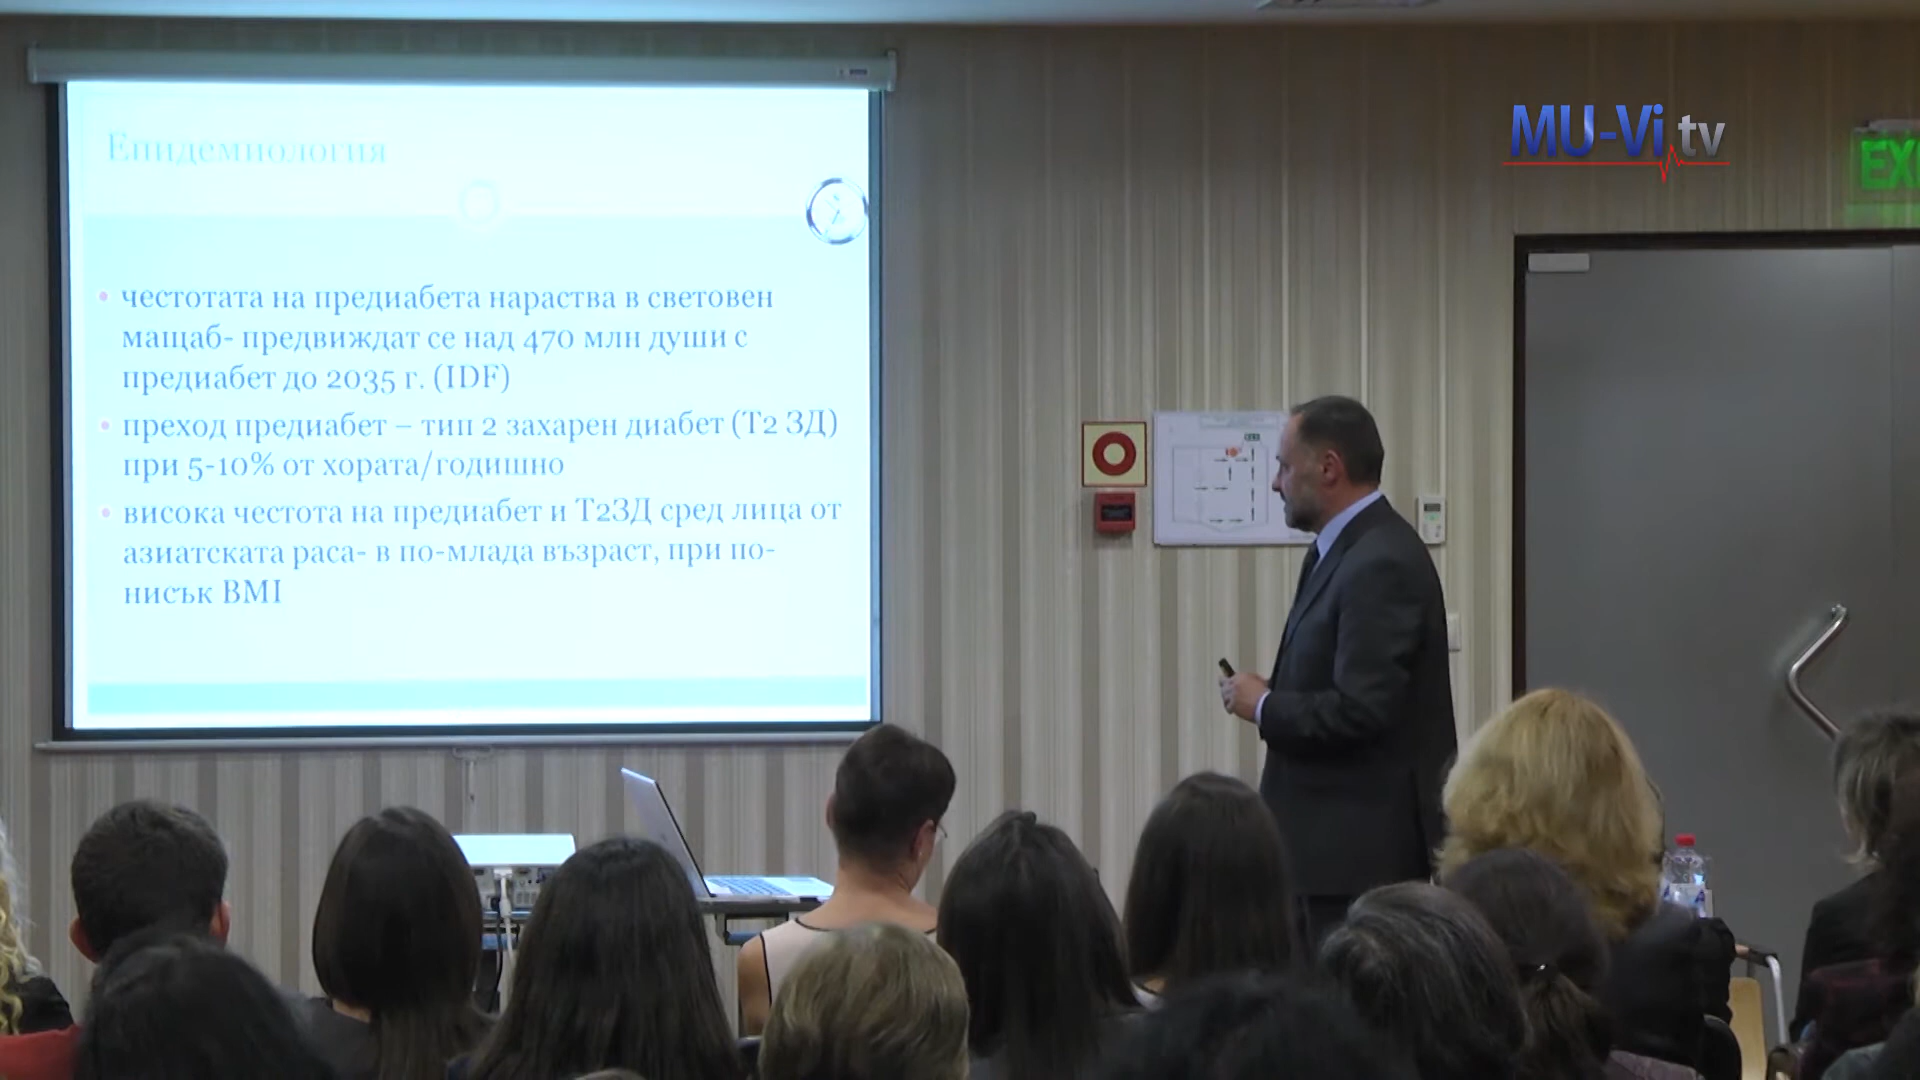 Епидемиология
MU-Vi.tv
EX
• честотата на предиабета нараства в световен
мащаб- предвиждат се над 470 млн души с
предиабет до 2035 г. (IDF)
• преход предиабет – тип 2 захарен диабет (Т2 ЗД)
при 5-10% от хората/годишно
• висока честота на предиабет и Т2ЗД сред лица от
азиатската раса- в по-млада възраст, при по-
нисък BMI